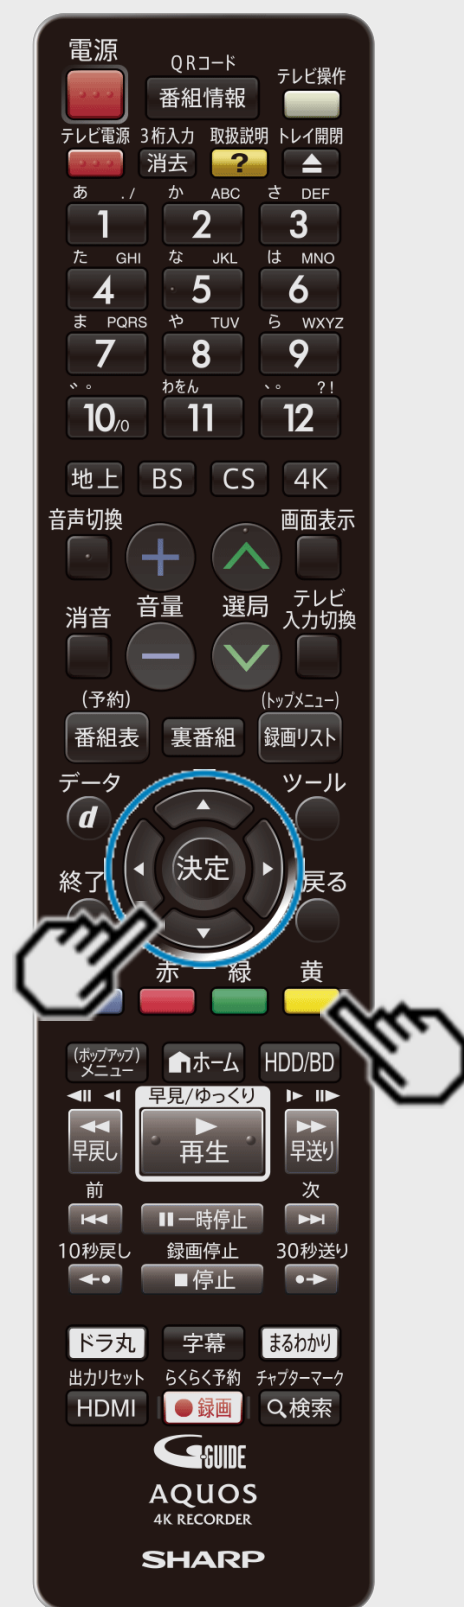 電源
QRコード
テレビ操作
番組情報
テレビ電源 3桁入力 取扱説明 トレイ開閉
消去 ?
あ ./ か ABC さ DEF
1 2 3
た GHI な JKL は MNO
4 5 6
ま PQRS や TUV ら WXYZ
7 8 9
゛゜ わをん 、。 ?!
10/0 11 12
地上 BS CS 4K
音声切換 画面表示
+
消音 音量 選局 テレビ
入力切換
−
(予約) (トップメニュー)
番組表 裏番組 録画リスト
データ ツール
d
決定
終了 戻る
赤 緑 黄
(ポップアップ)
メニュー ホーム HDD/BD
早見/ゆっくり
早戻し 再生 早送り
前 次
一時停止
10秒戻し 録画停止 30秒送り
停止
ドラ丸 字幕 まるわかり
出力リセット らくらく予約 チャプターマーク
HDMI 録画 検索
G-GUIDE
AQUOS
4K RECORDER
SHARP